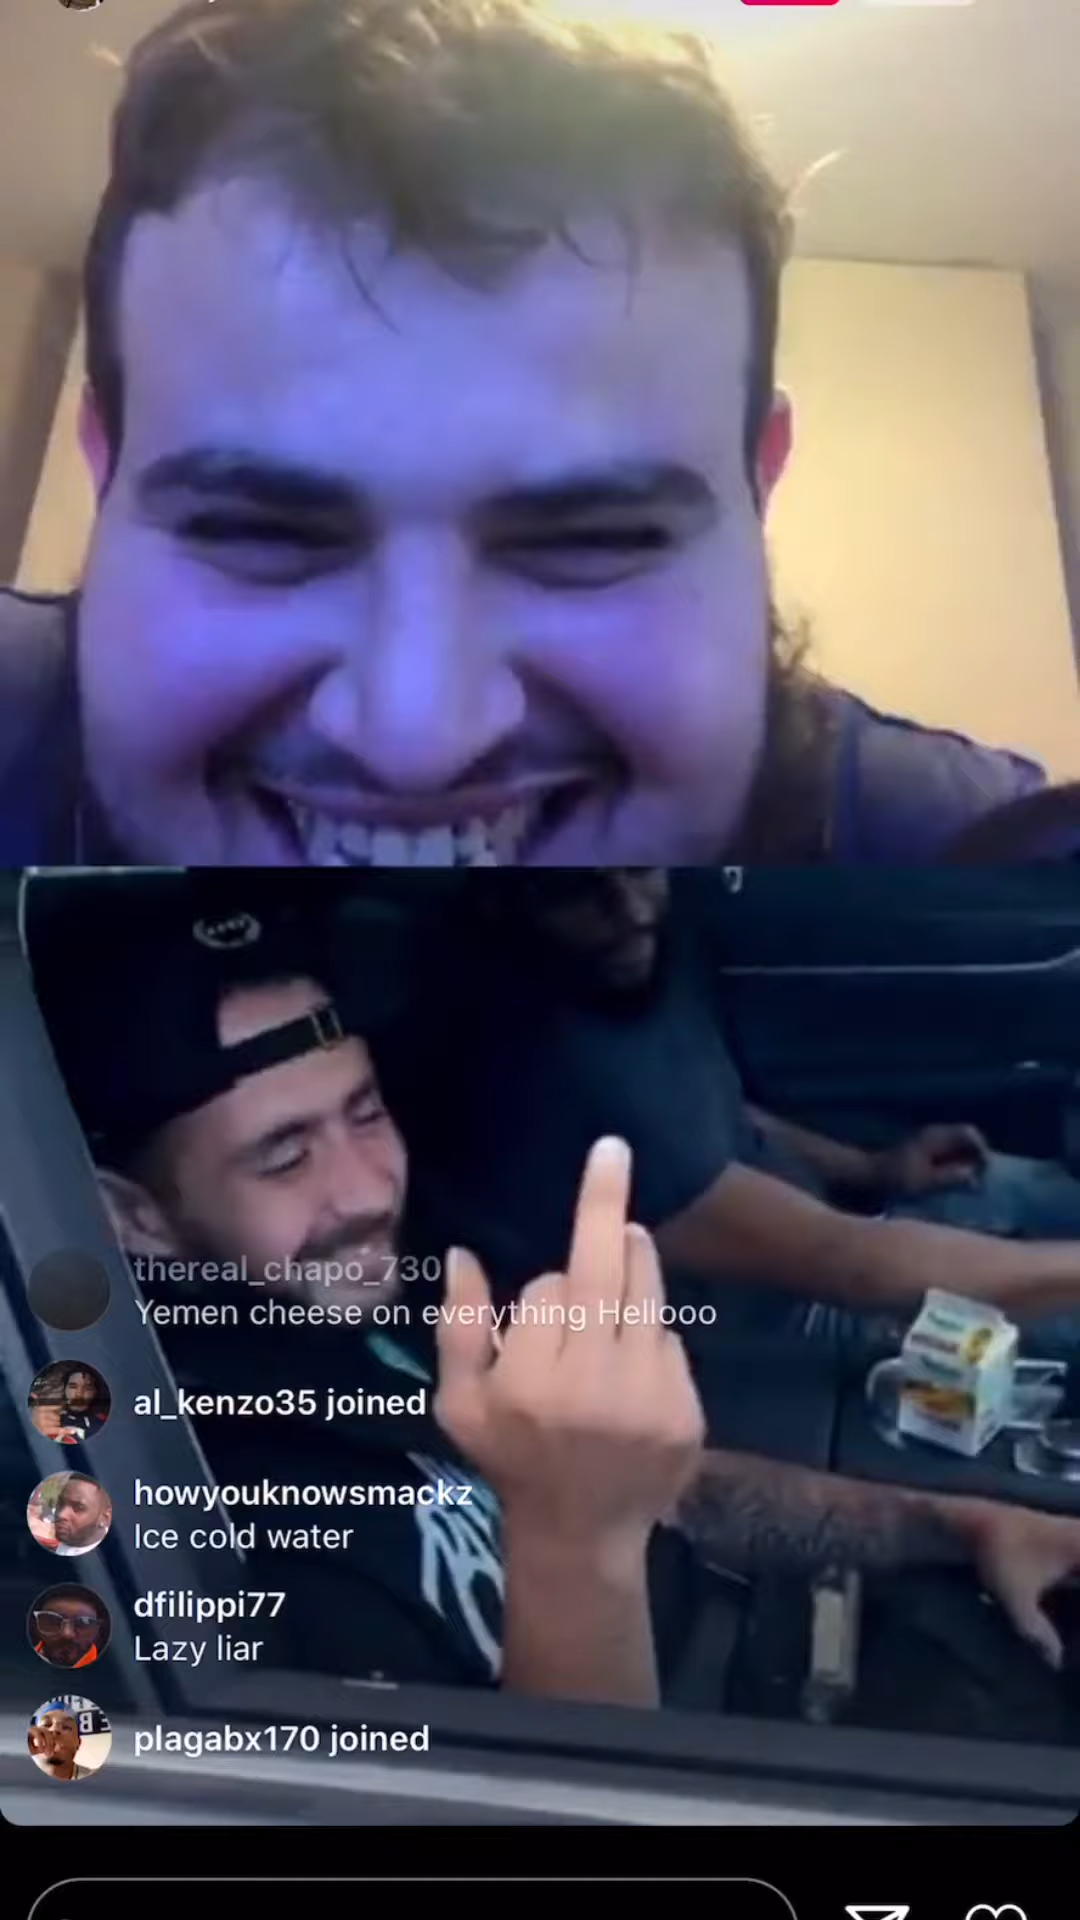 thereal_chapo_730
Yemen cheese on everything Hellooo
al_kenzo35 joined
howyouknowsmackz
Ice cold water
dfilippi77
Lazy liar
plagabx170 joined